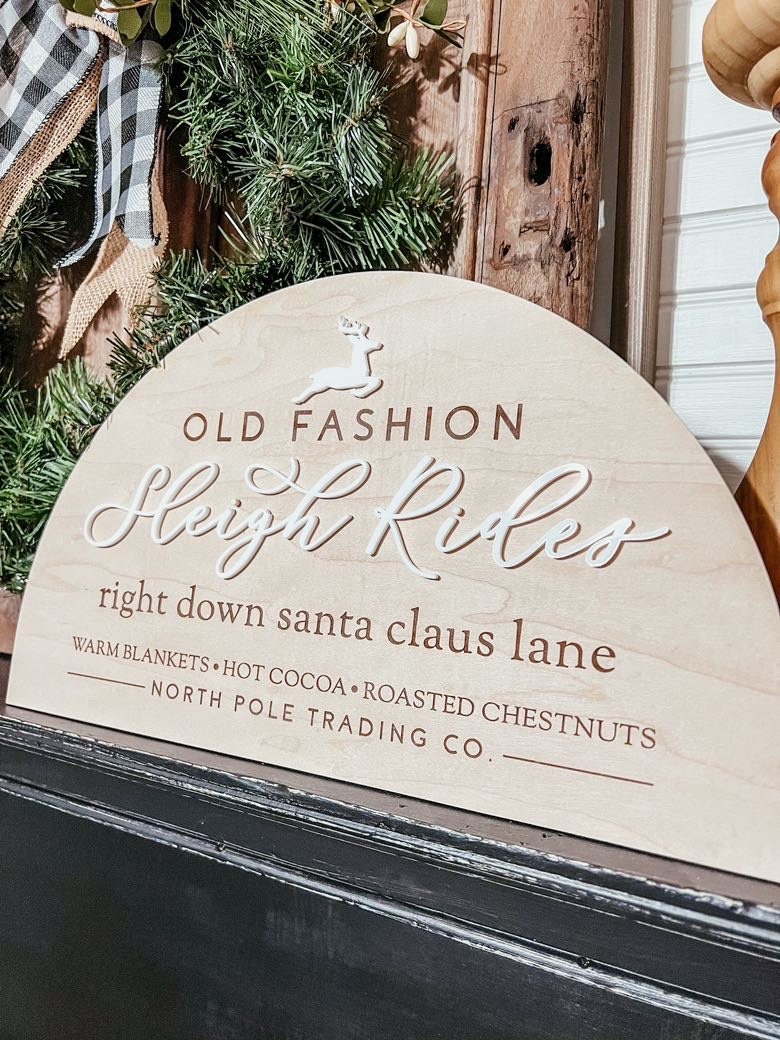 OLD FASHION
Sleigh Rides
right down santa claus lane
WARM BLANKETS • HOT COCOA • ROASTED CHESTNUTS
NORTH POLE TRADING CO.